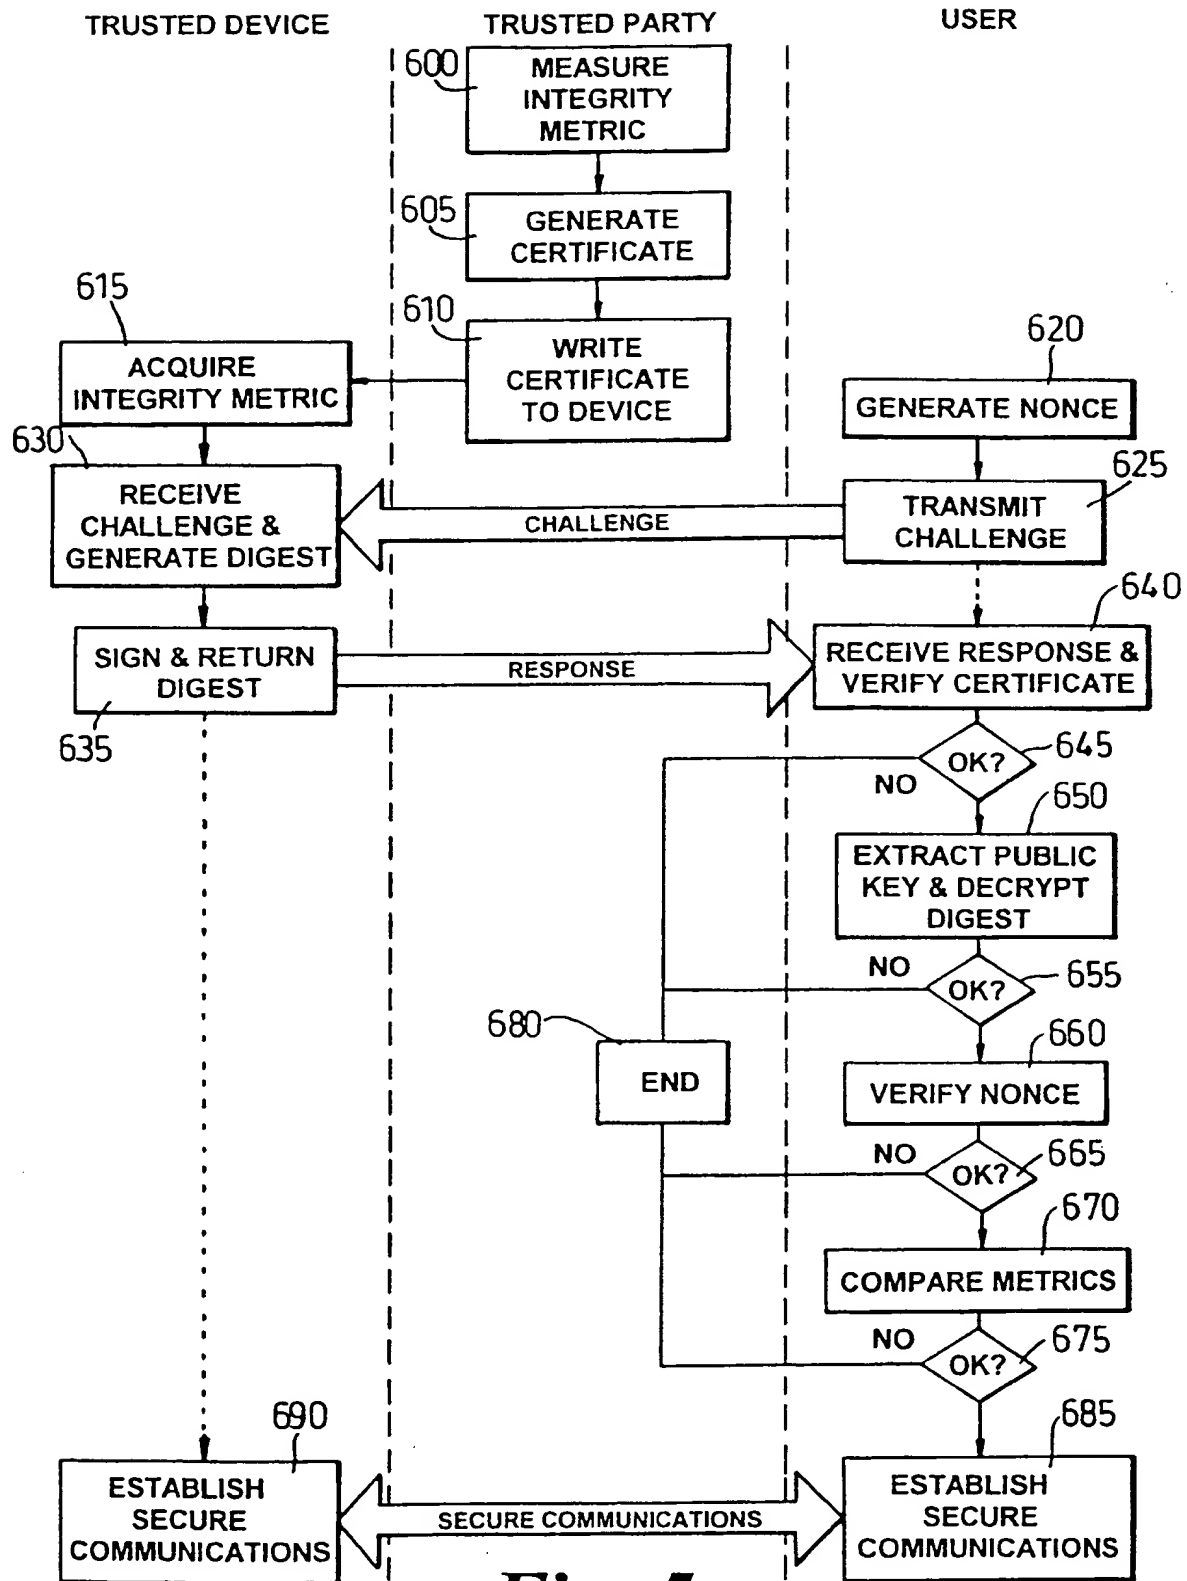 TRUSTED DEVICE
TRUSTED PARTY
USER
600
MEASURE
INTEGRITY
METRIC
605
GENERATE
CERTIFICATE
610
WRITE
CERTIFICATE
TO DEVICE
615
ACQUIRE
INTEGRITY METRIC
620
GENERATE NONCE
630
RECEIVE
CHALLENGE &
GENERATE DIGEST
CHALLENGE
625
TRANSMIT
CHALLENGE
SIGN & RETURN
DIGEST
635
RESPONSE
640
RECEIVE RESPONSE &
VERIFY CERTIFICATE
OK?
645
NO
650
EXTRACT PUBLIC
KEY & DECRYPT
DIGEST
NO
OK?
655
680
END
660
VERIFY NONCE
NO
OK?
665
670
COMPARE METRICS
NO
OK?
675
690
ESTABLISH
SECURE
COMMUNICATIONS
SECURE COMMUNICATIONS
685
ESTABLISH
SECURE
COMMUNICATIONS